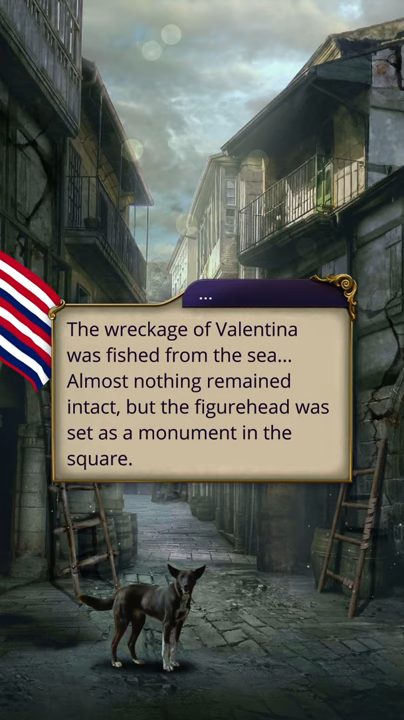 ...
The wreckage of Valentina
was fished from the sea...
Almost nothing remained
intact, but the figurehead was
set as a monument in the
square.